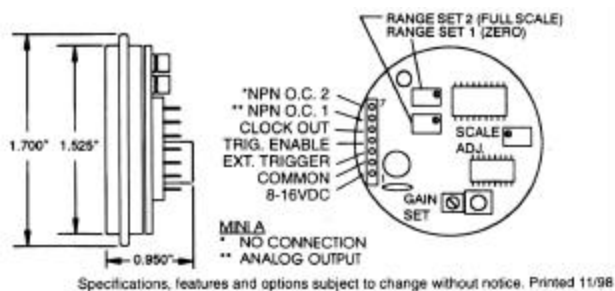 RANGE SET 2 (FULL SCALE)
RANGE SET 1 (ZERO)
*NPN O.C. 2
** NPN O.C. 1
CLOCK OUT
TRIG. ENABLE
EXT. TRIGGER
COMMON
8-16VDC
7
1
SCALE
ADJ.
GAIN
SET
1.700"
1.525"
0.950"
MINI A
* NO CONNECTION
** ANALOG OUTPUT
Specifications, features and options subject to change without notice. Printed 11/98